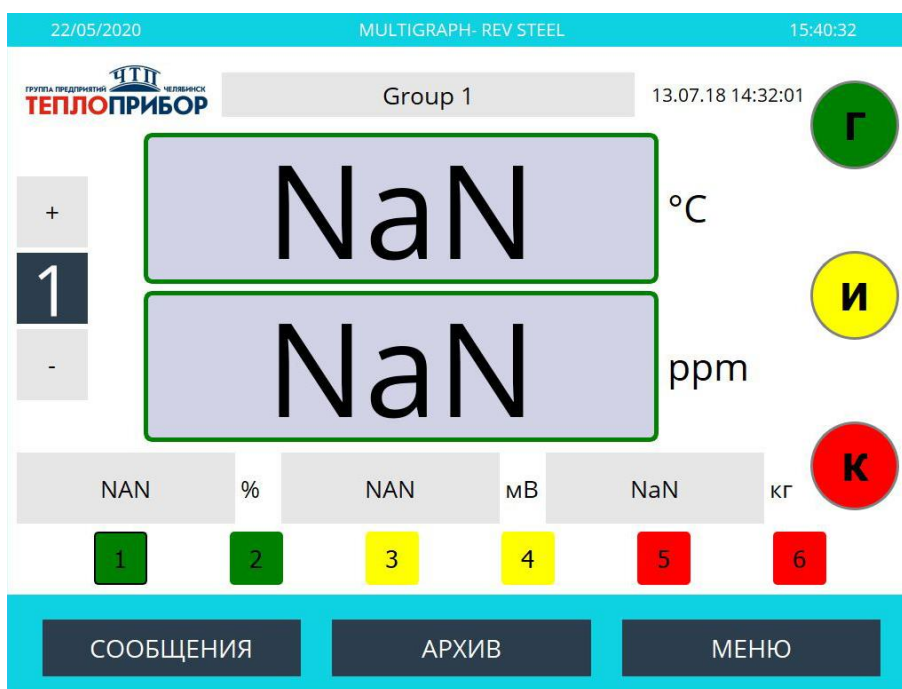 22/05/2020 MULTIGRAPH- REV STEEL 15:40:32
ГРУППА ПРЕДПРИЯТИЙ ЧТП ЧЕЛЯБИНСК
ТЕПЛОПРИБОР
Group 1
13.07.18 14:32:01
Г
NaN °C
+
1
-
И
NaN ppm
К
NAN % NAN мВ NaN кг
1 2 3 4 5 6
СООБЩЕНИЯ АРХИВ МЕНЮ